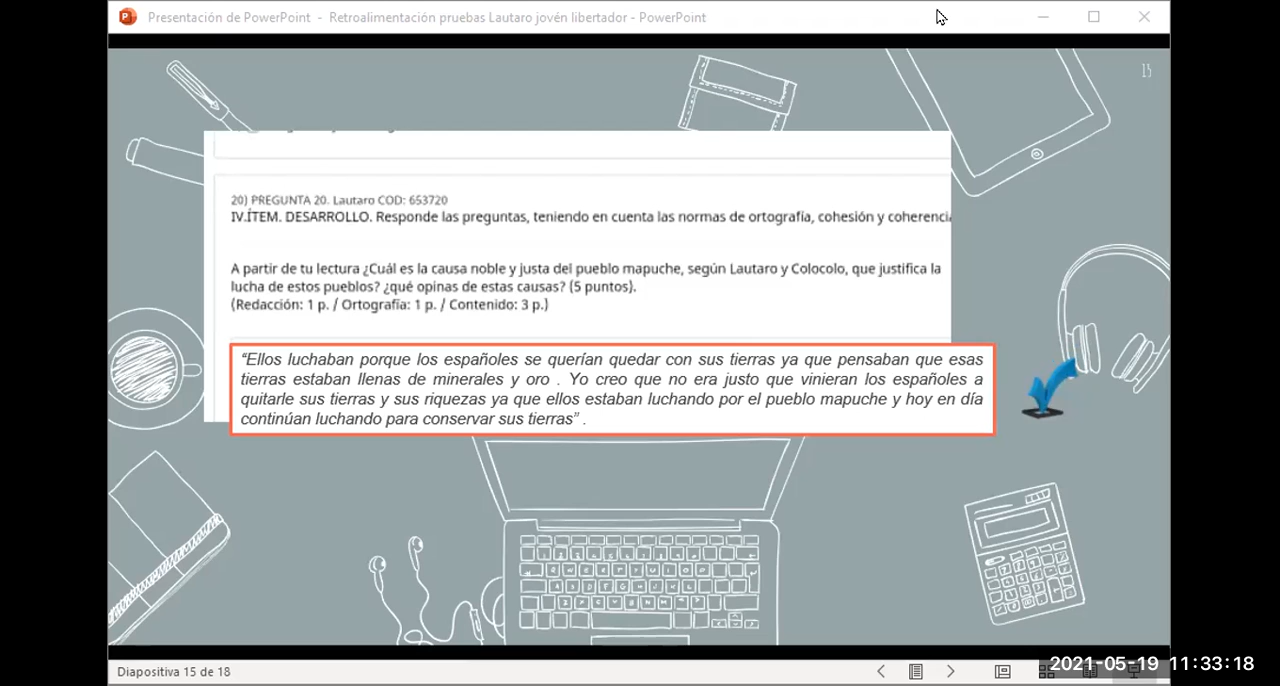 Presentación de PowerPoint - Retroalimentación pruebas Lautaro jovén libertador - PowerPoint
15
20) PREGUNTA 20. Lautaro COD: 653720
IV.ÍTEM. DESARROLLO. Responde las preguntas, teniendo en cuenta las normas de ortografía, cohesión y coherencia
A partir de tu lectura ¿Cuál es la causa noble y justa del pueblo mapuche, según Lautaro y Colocolo, que justifica la
lucha de estos pueblos? ¿qué opinas de estas causas? (5 puntos).
(Redacción: 1 p. / Ortografía: 1 p. / Contenido: 3 p.)
“Ellos luchaban porque los españoles se querían quedar con sus tierras ya que pensaban que esas
tierras estaban llenas de minerales y oro . Yo creo que no era justo que vinieran los españoles a
quitarle sus tierras y sus riquezas ya que ellos estaban luchando por el pueblo mapuche y hoy en día
continúan luchando para conservar sus tierras” .
Diapositiva 15 de 18
2021-05-19 11:33:18